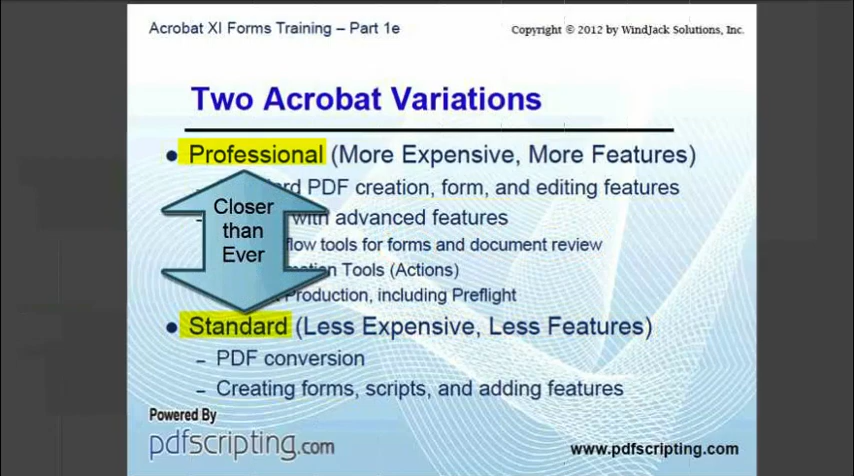 Acrobat XI Forms Training – Part 1e
Copyright © 2012 by WindJack Solutions, Inc.
Two Acrobat Variations
● Professional (More Expensive, More Features)
PDF creation, form, and editing features
with advanced features
tools for forms and document review
Tools (Actions)
Production, including Preflight
Closer
than
Ever
● Standard (Less Expensive, Less Features)
– PDF conversion
– Creating forms, scripts, and adding features
Powered By
pdfscripting.com
www.pdfscripting.com